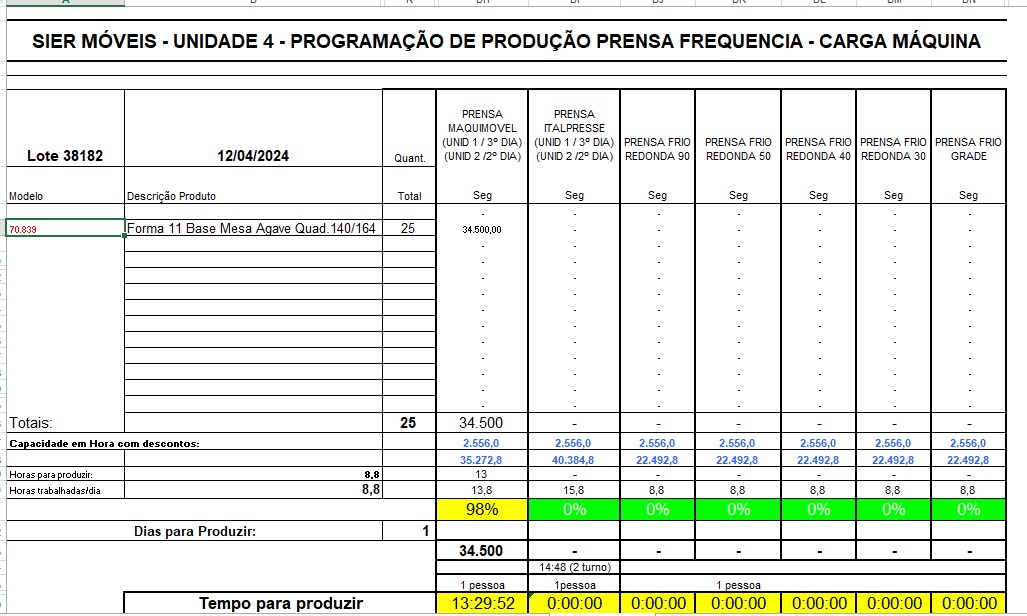 SIER MÓVEIS - UNIDADE 4 - PROGRAMAÇÃO DE PRODUÇÃO PRENSA FREQUENCIA - CARGA MÁQUINA
Lote 38182 12/04/2024 Quant. PRENSA MAQUIMOVEL (UNID 1 / 3º DIA) (UNID 2 /2º DIA) PRENSA ITALPRESSE (UNID 1 / 3º DIA) (UNID 2 /2º DIA) PRENSA FRIO REDONDA 90 PRENSA FRIO REDONDA 50 PRENSA FRIO REDONDA 40 PRENSA FRIO REDONDA 30 PRENSA FRIO GRADE
Modelo Descrição Produto Total Seg Seg Seg Seg Seg Seg Seg
- - - - - - -
70.839 Forma 11 Base Mesa Agave Quad.140/164 25 34.500,00 - - - - - -
- - - - - - -
- - - - - - -
- - - - - - -
- - - - - - -
- - - - - - -
- - - - - - -
- - - - - - -
- - - - - - -
- - - - - - -
- - - - - - -
- - - - - - -
Totais: 25 34.500 - - - - - -
Capacidade em Hora com descontos: 2.556,0 2.556,0 2.556,0 2.556,0 2.556,0 2.556,0 2.556,0
35.272,8 40.384,8 22.492,8 22.492,8 22.492,8 22.492,8 22.492,8
Horas para produzir: 8,8 13 - - - - - -
Horas trabalhadas/dia 8,8 13,8 15,8 8,8 8,8 8,8 8,8 8,8
98% 0% 0% 0% 0% 0% 0%
Dias para Produzir: 1
34.500 - - - - - -
14:48 (2 turno)
1 pessoa 1pessoa 1 pessoa
Tempo para produzir 13:29:52 0:00:00 0:00:00 0:00:00 0:00:00 0:00:00 0:00:00